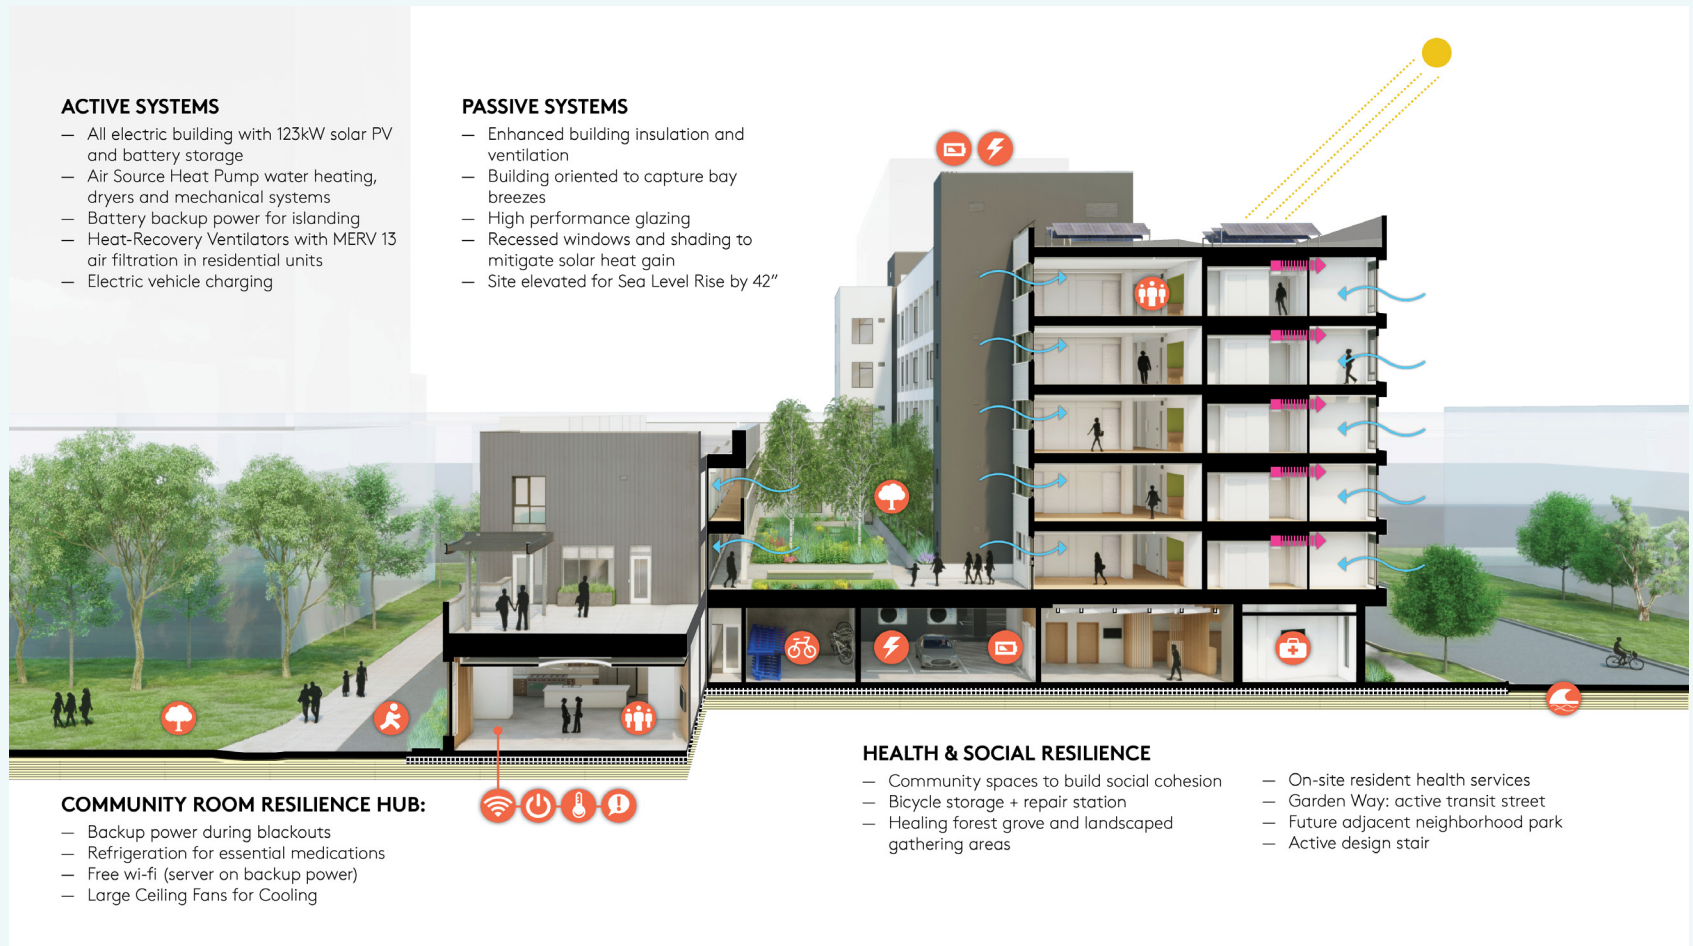 ACTIVE SYSTEMS
— All electric building with 123kW solar PV
and battery storage
— Air Source Heat Pump water heating,
dryers and mechanical systems
— Battery backup power for islanding
— Heat-Recovery Ventilators with MERV 13
air filtration in residential units
— Electric vehicle charging
PASSIVE SYSTEMS
— Enhanced building insulation and
ventilation
— Building oriented to capture bay
breezes
— High performance glazing
— Recessed windows and shading to
mitigate solar heat gain
— Site elevated for Sea Level Rise by 42”
COMMUNITY ROOM RESILIENCE HUB:
— Backup power during blackouts
— Refrigeration for essential medications
— Free wi-fi (server on backup power)
— Large Ceiling Fans for Cooling
HEALTH & SOCIAL RESILIENCE
— Community spaces to build social cohesion
— Bicycle storage + repair station
— Healing forest grove and landscaped
gathering areas
— On-site resident health services
— Garden Way: active transit street
— Future adjacent neighborhood park
— Active design stair